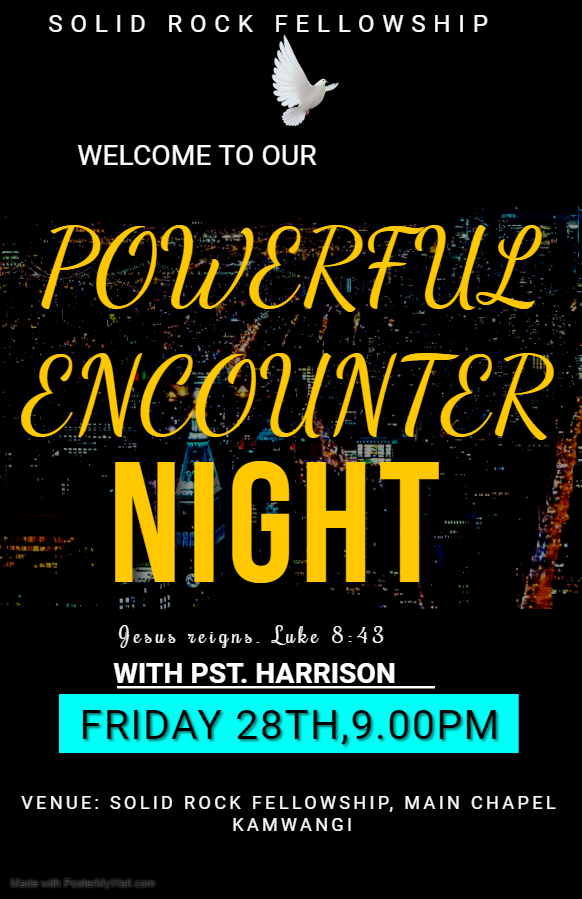 SOLID ROCK FELLOWSHIP
WELCOME TO OUR
POWERFUL
ENCOUNTER
NIGHT
Jesus reigns. Luke 8:43
WITH PST. HARRISON
FRIDAY 28TH,9.00PM
VENUE: SOLID ROCK FELLOWSHIP, MAIN CHAPEL
KAMWANGI
Made with PosterMyWall.com